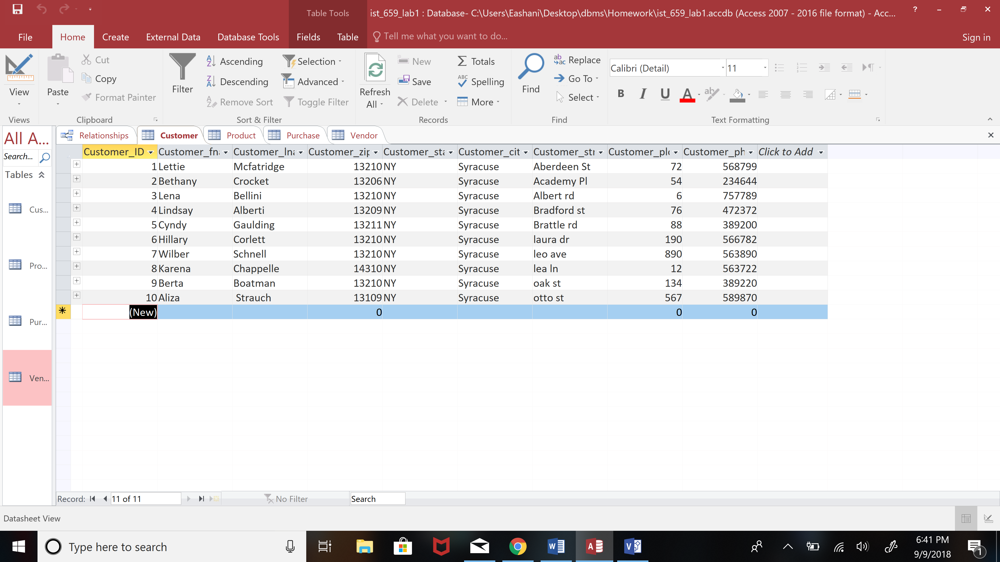 Table Tools
ist_659_lab1 : Database- C:\Users\Eashani\Desktop\dbms\Homework\ist_659_lab1.accdb (Access 2007 - 2016 file format) - Acc...
?
File Home Create External Data Database Tools Fields Table Tell me what you want to do... Sign in
View
Views
Paste
Cut
Copy
Format Painter
Clipboard
Filter
Ascending
Descending
Remove Sort
Selection
Advanced
Toggle Filter
Sort & Filter
Refresh
All
New
Save
Delete
Totals
Spelling
More
Records
Find
Replace
Go To
Select
Find
Calibri (Detail) 11
B I U A
Text Formatting
All A...
Search...
Tables
Cus...
Pro...
Pur...
Ven...
Relationships Customer Product Purchase Vendor
Customer_ID Customer_fn Customer_ln Customer_zip Customer_sta Customer_cit Customer_str Customer_pl Customer_ph Click to Add
1 Lettie Mcfatridge 13210 NY Syracuse Aberdeen St 72 568799
2 Bethany Crocket 13206 NY Syracuse Academy Pl 54 234644
3 Lena Bellini 13210 NY Syracuse Albert rd 6 757789
4 Lindsay Alberti 13209 NY Syracuse Bradford st 76 472372
5 Cyndy Gaulding 13211 NY Syracuse Brattle rd 88 389200
6 Hillary Corlett 13210 NY Syracuse laura dr 190 566782
7 Wilber Schnell 13210 NY Syracuse leo ave 890 563890
8 Karena Chappelle 14310 NY Syracuse lea ln 12 563722
9 Berta Boatman 13210 NY Syracuse oak st 134 389220
10 Aliza Strauch 13109 NY Syracuse otto st 567 589870
(New) 0 0 0
Record: 11 of 11 No Filter Search
Datasheet View
Type here to search
6:41 PM
9/9/2018
1